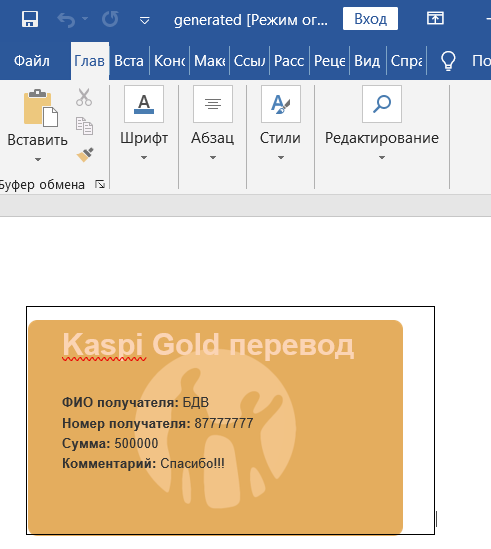 generated [Режим ог...
Вход
Файл
Глав
Вста
Конс
Маке
Ссыл
Расс
Реце
Вид
Спра
По
Вставить
Шрифт
Абзац
Стили
Редактирование
Буфер обмена
Kaspi Gold перевод
ФИО получателя: БДВ
Номер получателя: 87777777
Сумма: 500000
Комментарий: Спасибо!!!